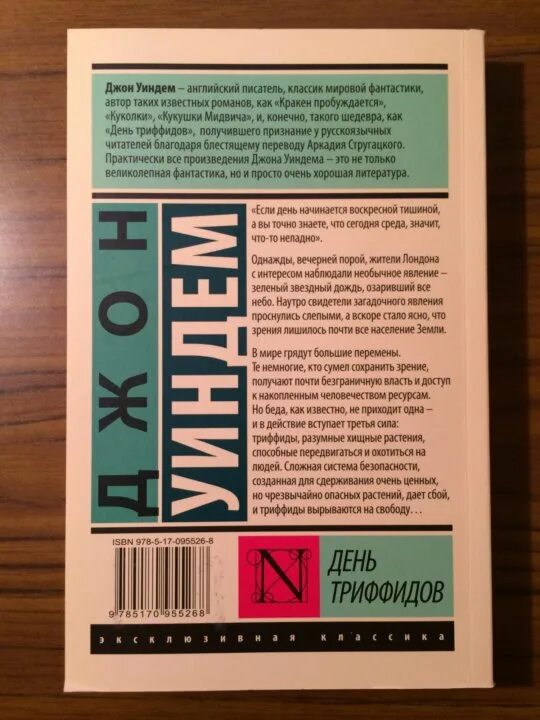 Джон Уиндем – английский писатель, классик мировой фантастики,
автор таких известных романов, как «Кракен пробуждается»,
«Куколки», «Кукушки Мидвича», и, конечно, такого шедевра, как
«День триффидов», получившего признание у русскоязычных
читателей благодаря блестящему переводу Аркадия Стругацкого.
Практически все произведения Джона Уиндема – это не только
великолепная фантастика, но и просто очень хорошая литература.
ДЖОН
УИНДЕМ
«Если день начинается воскресной тишиной,
а вы точно знаете, что сегодня среда, значит,
что-то неладно».
Однажды, вечерней порой, жители Лондона
с интересом наблюдали необычное явление –
зеленый звездный дождь, озаривший все
небо. Наутро свидетели загадочного явления
проснулись слепыми, а вскоре стало ясно, что
зрения лишилось почти все население Земли.
В мире грядут большие перемены.
Те немногие, кто сумел сохранить зрение,
получают почти безграничную власть и доступ
к накопленным человечеством ресурсам.
Но беда, как известно, не приходит одна –
и в действие вступает третья сила:
триффиды, разумные хищные растения,
способные передвигаться и охотиться на
людей. Сложная система безопасности,
созданная для сдерживания очень ценных,
но чрезвычайно опасных растений, дает сбой,
и триффиды вырываются на свободу…
ISBN 978-5-17-095526-8
9 785170 955268
N
ДЕНЬ
ТРИФФИДОВ
эксклюзивная классика